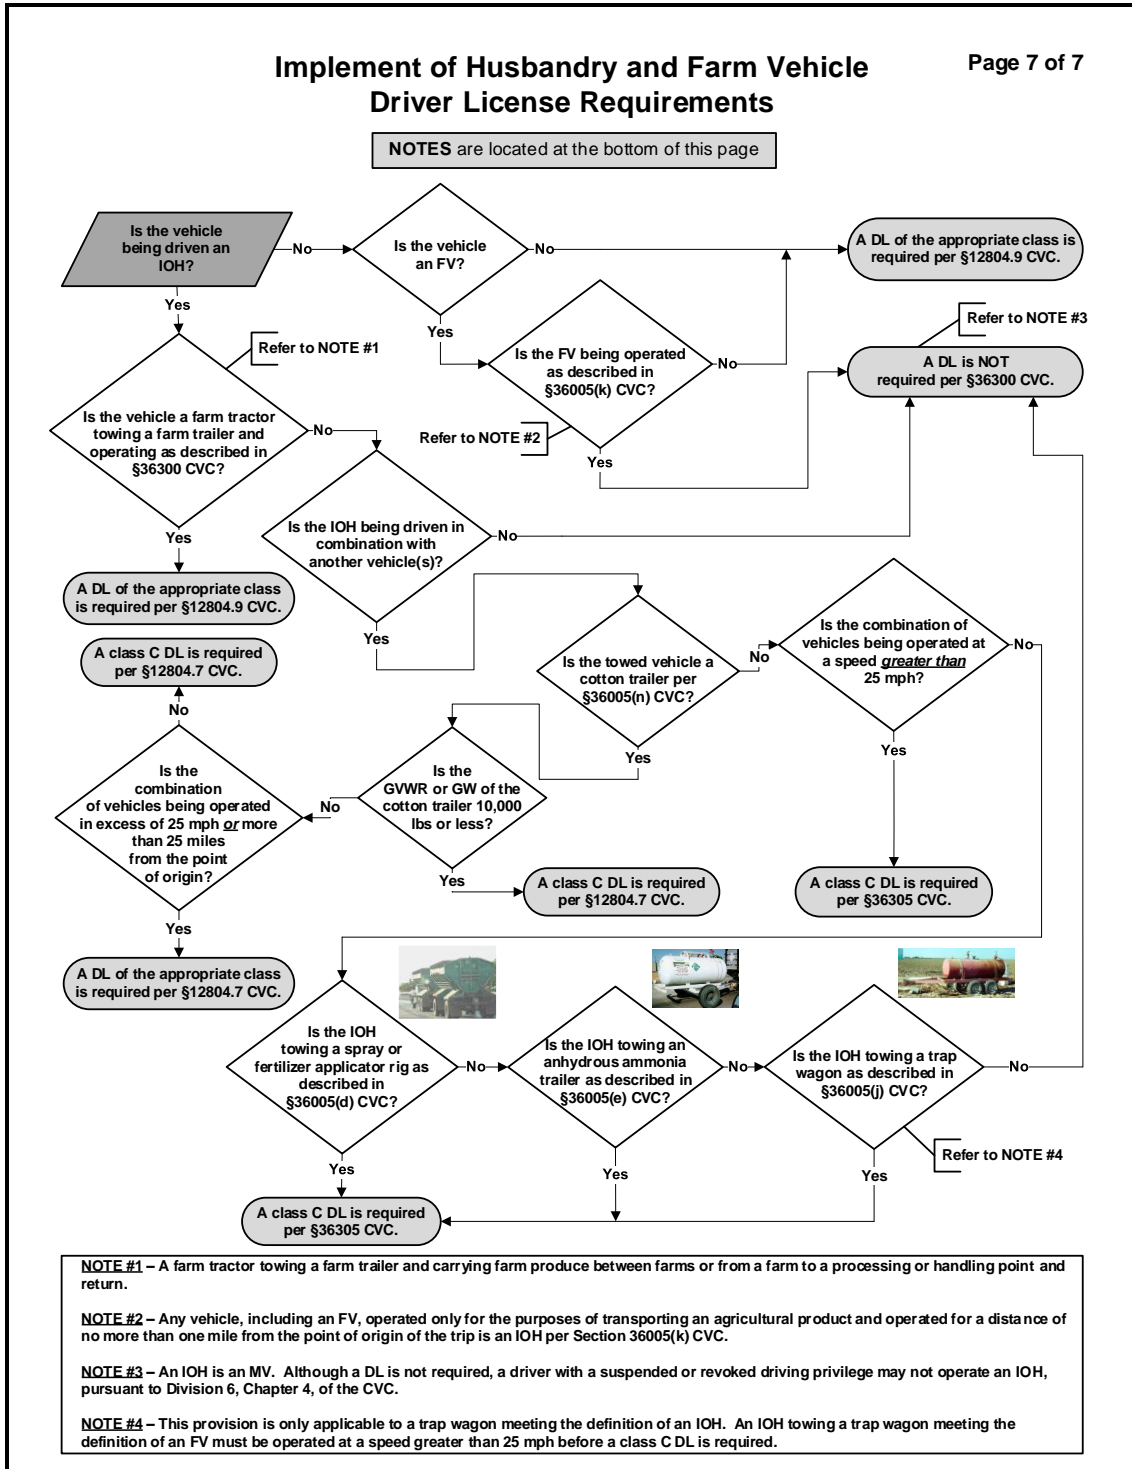 Implement of Husbandry and Farm Vehicle
Driver License Requirements
Page 7 of 7
NOTES are located at the bottom of this page
Is the vehicle
being driven an
IOH?
No
Is the vehicle
an FV?
No
A DL of the appropriate class is
required per §12804.9 CVC.
Yes
Yes
Refer to NOTE #1
Is the FV being operated
as described in
§36005(k) CVC?
No
Refer to NOTE #3
A DL is NOT
required per §36300 CVC.
Is the vehicle a farm tractor
towing a farm trailer and
operating as described in
§36300 CVC?
No
Refer to NOTE #2
Yes
Yes
Is the IOH being driven in
combination with
another vehicle(s)?
No
A DL of the appropriate class
is required per §12804.9 CVC.
Yes
Is the towed vehicle a
cotton trailer per
§36005(n) CVC?
No
Is the combination of
vehicles being operated at
a speed greater than
25 mph?
No
A class C DL is required
per §12804.7 CVC.
No
Yes
Yes
Is the
combination
of vehicles being operated
in excess of 25 mph or more
than 25 miles
from the point
of origin?
No
Is the
GVWR or GW of the
cotton trailer 10,000
lbs or less?
Yes
A class C DL is required
per §12804.7 CVC.
A class C DL is required
per §36305 CVC.
Yes
A DL of the appropriate class
is required per §12804.7 CVC.
Is the IOH
towing a spray or
fertilizer applicator rig as
described in
§36005(d) CVC?
No
Is the IOH towing an
anhydrous ammonia
trailer as described in
§36005(e) CVC?
No
Is the IOH towing a trap
wagon as described in
§36005(j) CVC?
No
Refer to NOTE #4
Yes
Yes
Yes
A class C DL is required
per §36305 CVC.
NOTE #1 – A farm tractor towing a farm trailer and carrying farm produce between farms or from a farm to a processing or handling point and
return.
NOTE #2 – Any vehicle, including an FV, operated only for the purposes of transporting an agricultural product and operated for a distance of
no more than one mile from the point of origin of the trip is an IOH per Section 36005(k) CVC.
NOTE #3 – An IOH is an MV. Although a DL is not required, a driver with a suspended or revoked driving privilege may not operate an IOH,
pursuant to Division 6, Chapter 4, of the CVC.
NOTE #4 – This provision is only applicable to a trap wagon meeting the definition of an IOH. An IOH towing a trap wagon meeting the
definition of an FV must be operated at a speed greater than 25 mph before a class C DL is required.